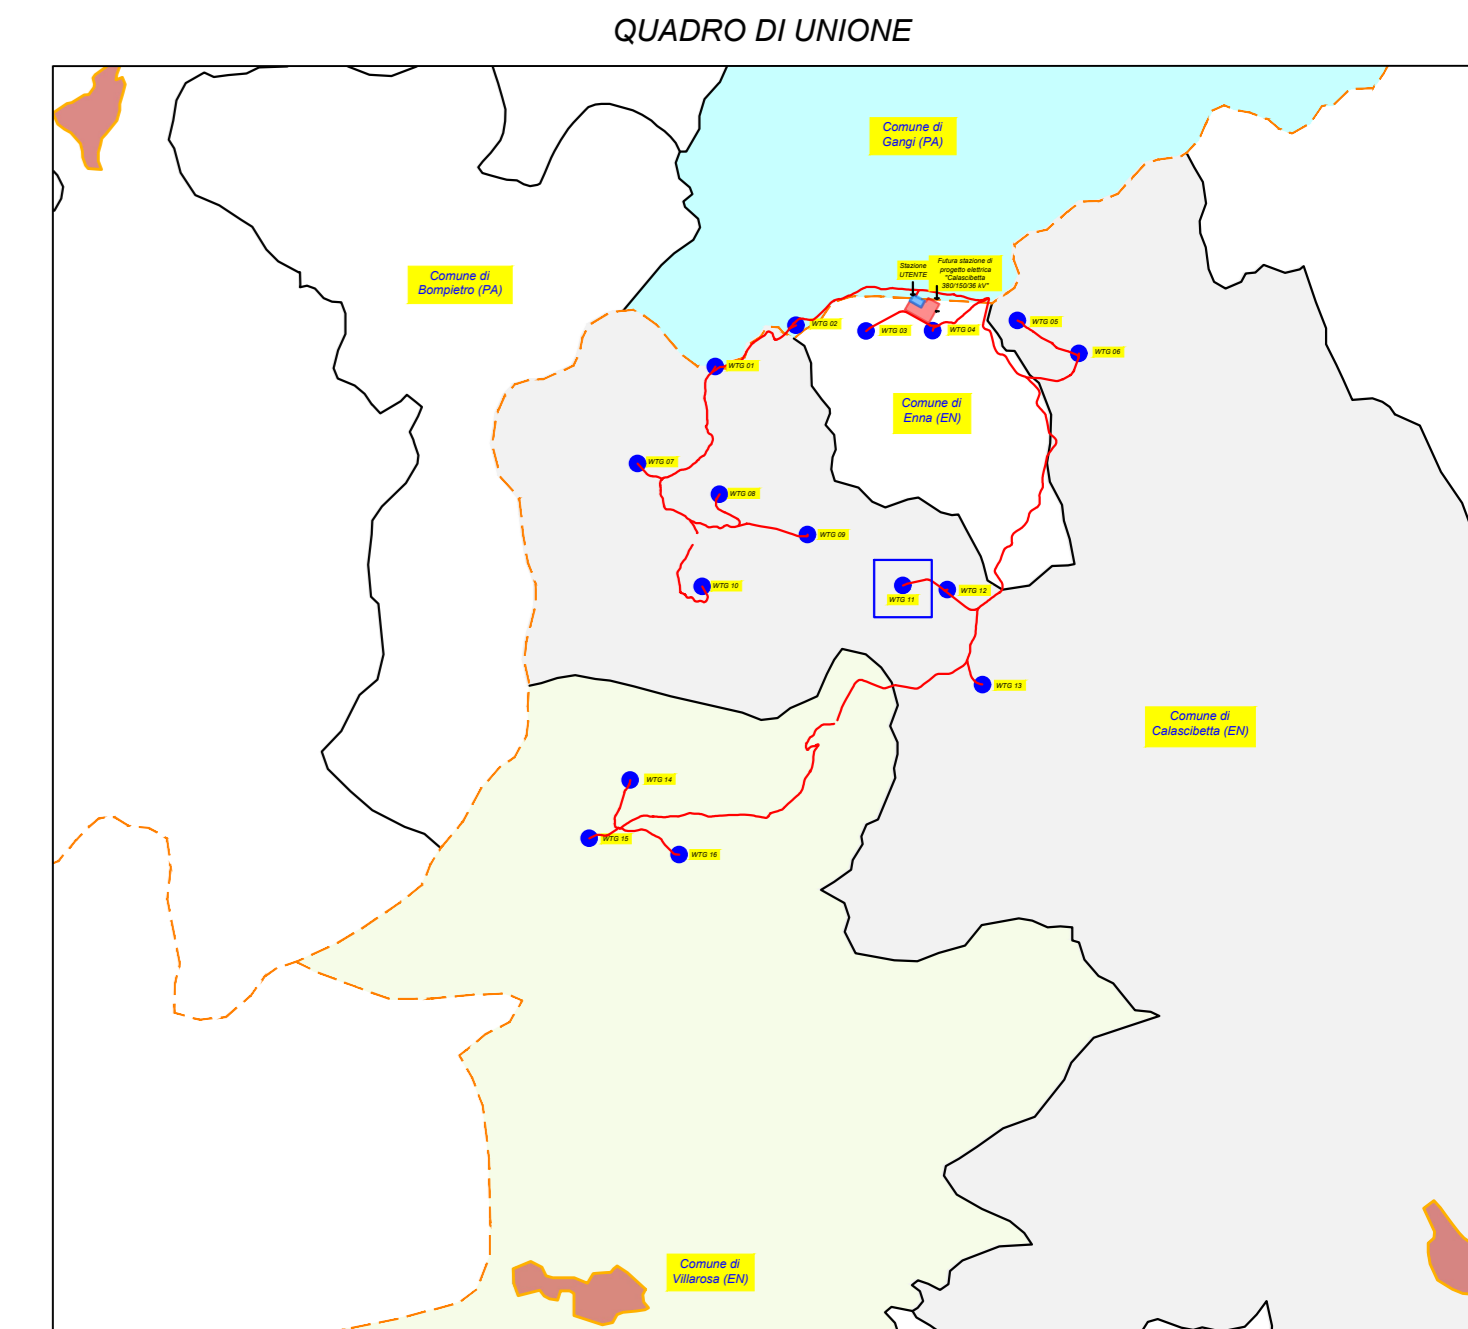 QUADRO DI UNIONE
Comune di
Gangi (PA)
Comune di
Bompietro (PA)
Stazione
UTENTE
Futura stazione di
progetto elettrica
"Calascibetta
380/150/36 kV"
WTG 02
WTG 03
WTG 04
WTG 05
WTG 06
WTG 01
Comune di
Enna (EN)
WTG 07
WTG 08
WTG 09
WTG 10
WTG 11
WTG 12
WTG 13
Comune di
Calascibetta (EN)
WTG 14
WTG 15
WTG 16
Comune di
Villarosa (EN)